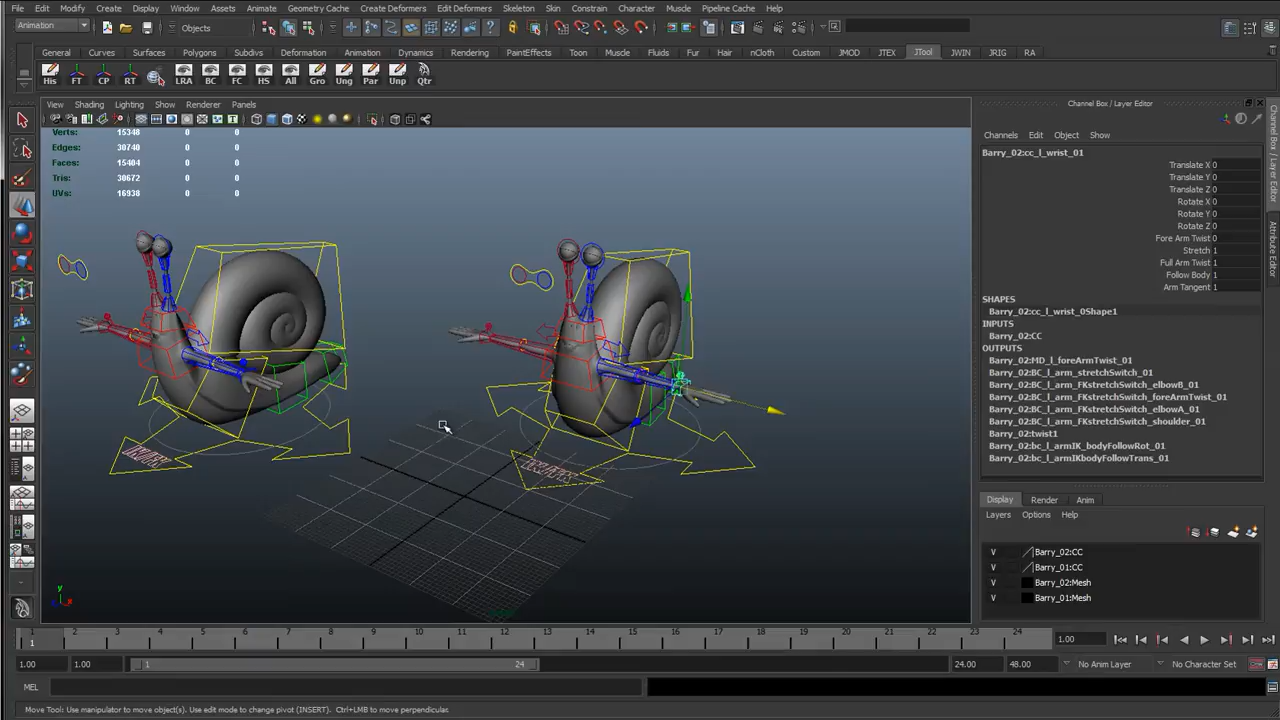 File Edit Modify Create Display Window Assets Animate Geometry Cache Create Deformers Edit Deformers Skeleton Skin Constrain Character Muscle Pipeline Cache Help
Animation Objects
General Curves Surfaces Polygons Subdivs Deformation Animation Dynamics Rendering PaintEffects Toon Muscle Fluids Fur Hair nCloth Custom JMOD JTEX JTool JWIN JRIG RA
His FT CP RT LRA BC FC HS All Gro Ung Par Unp Qtr
View Shading Lighting Show Renderer Panels
Verts: 15348 0 0
Edges: 30740 0 0
Faces: 15404 0 0
Tris: 30672 0 0
UVs: 16938 0 0
y
x
Channel Box / Layer Editor
Channels Edit Object Show
Barry_02:cc_l_wrist_01
Translate X 0
Translate Y 0
Translate Z 0
Rotate X 0
Rotate Y 0
Rotate Z 0
Fore Arm Twist 0
Stretch 1
Full Arm Twist 1
Follow Body 1
Arm Tangent 1
SHAPES
Barry_02:cc_l_wrist_0Shape1
INPUTS
Barry_02:CC
OUTPUTS
Barry_02:MD_l_foreArmTwist_01
Barry_02:BC_l_arm_stretchSwitch_01
Barry_02:BC_l_arm_FKstretchSwitch_elbowB_01
Barry_02:BC_l_arm_FKstretchSwitch_foreArmTwist_01
Barry_02:BC_l_arm_FKstretchSwitch_elbowA_01
Barry_02:BC_l_arm_FKstretchSwitch_shoulder_01
Barry_02:twist1
Barry_02:bc_l_armIK_bodyFollowRot_01
Barry_02:bc_l_armIKbodyFollowTrans_01
Display Render Anim
Layers Options Help
V Barry_02:CC
V Barry_01:CC
V Barry_02:Mesh
V Barry_01:Mesh
Channel Box / Layer Editor
Attribute Editor
1 2 3 4 5 6 7 8 9 10 11 12 13 14 15 16 17 18 19 20 21 22 23 24
1 1.00
1.00 1.00 1 24 24.00 48.00 No Anim Layer No Character Set
MEL
Move Tool: Use manipulator to move object(s). Use edit mode to change pivot (INSERT). Ctrl+LMB to move perpendicular.